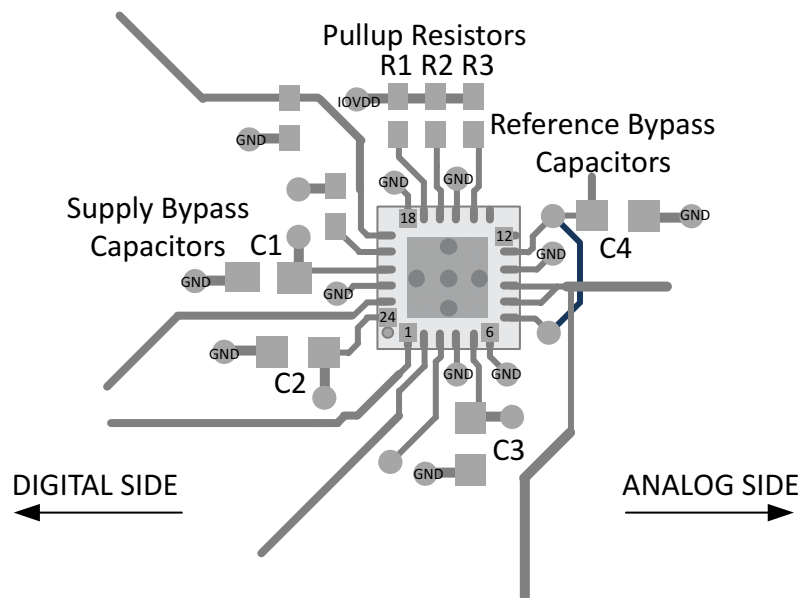 Pullup Resistors
R1 R2 R3
IOVDD
GND
Reference Bypass
Capacitors
GND
GND
Supply Bypass
Capacitors
18
12
GND
C1
C4
GND
GND
GND
24
1
6
GND
C2
GND
GND
C3
GND
DIGITAL SIDE
ANALOG SIDE